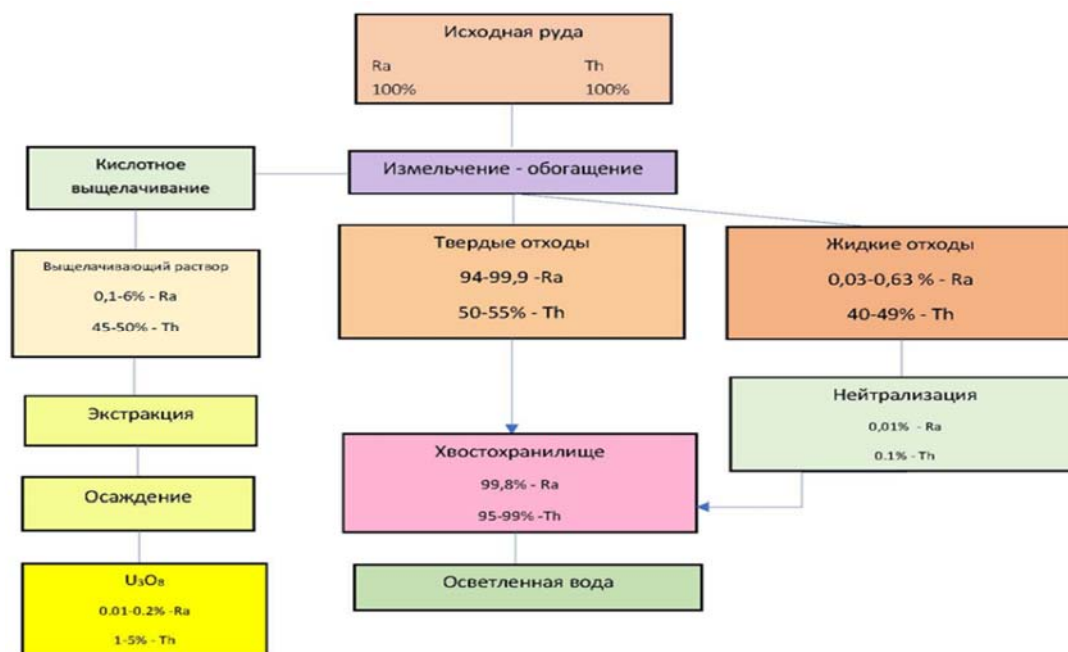 Исходная руда
Ra Th
100% 100%
Кислотное
выщелачивание
Измельчение - обогащение
Выщелачивающий раствор
0,1-6% - Ra
45-50% - Th
Твердые отходы
94-99,9 -Ra
50-55% - Th
Жидкие отходы
0,03-0,63 % - Ra
40-49% - Th
Экстракция
Нейтрализация
0,01% - Ra
0.1% - Th
Осаждение
Хвостохранилище
99,8% - Ra
95-99% -Th
U₃O₈
0.01-0.2% -Ra
1-5% - Th
Осветленная вода